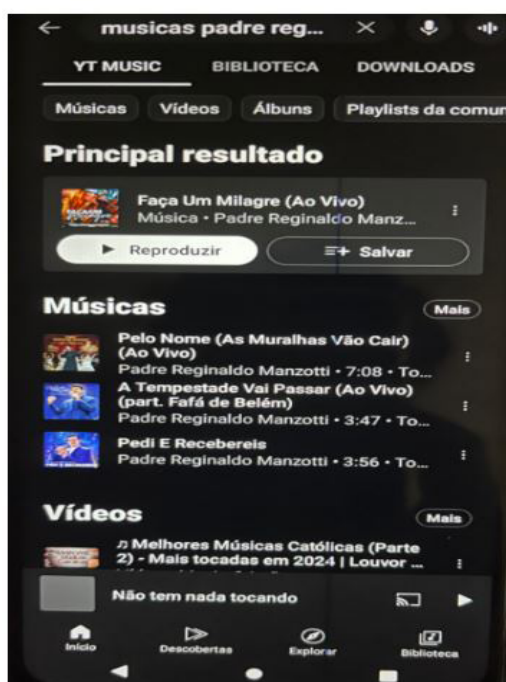 musicas padre reg...
YT MUSIC BIBLIOTECA DOWNLOADS
Músicas Vídeos Álbuns Playlists da comun
Principal resultado
Faça Um Milagre (Ao Vivo)
Música • Padre Reginaldo Manz...
Reproduzir Salvar
Músicas Mais
Pelo Nome (As Muralhas Vão Cair)
(Ao Vivo)
Padre Reginaldo Manzotti • 7:08 • To...
A Tempestade Vai Passar (Ao Vivo)
(part. Fafá de Belém)
Padre Reginaldo Manzotti • 3:47 • To...
Pedi E Recebereis
Padre Reginaldo Manzotti • 3:56 • To...
Vídeos Mais
♫ Melhores Músicas Católicas (Parte
2) - Mais tocadas em 2024 | Louvor ...
Não tem nada tocando
Início Descobertas Explorar Biblioteca